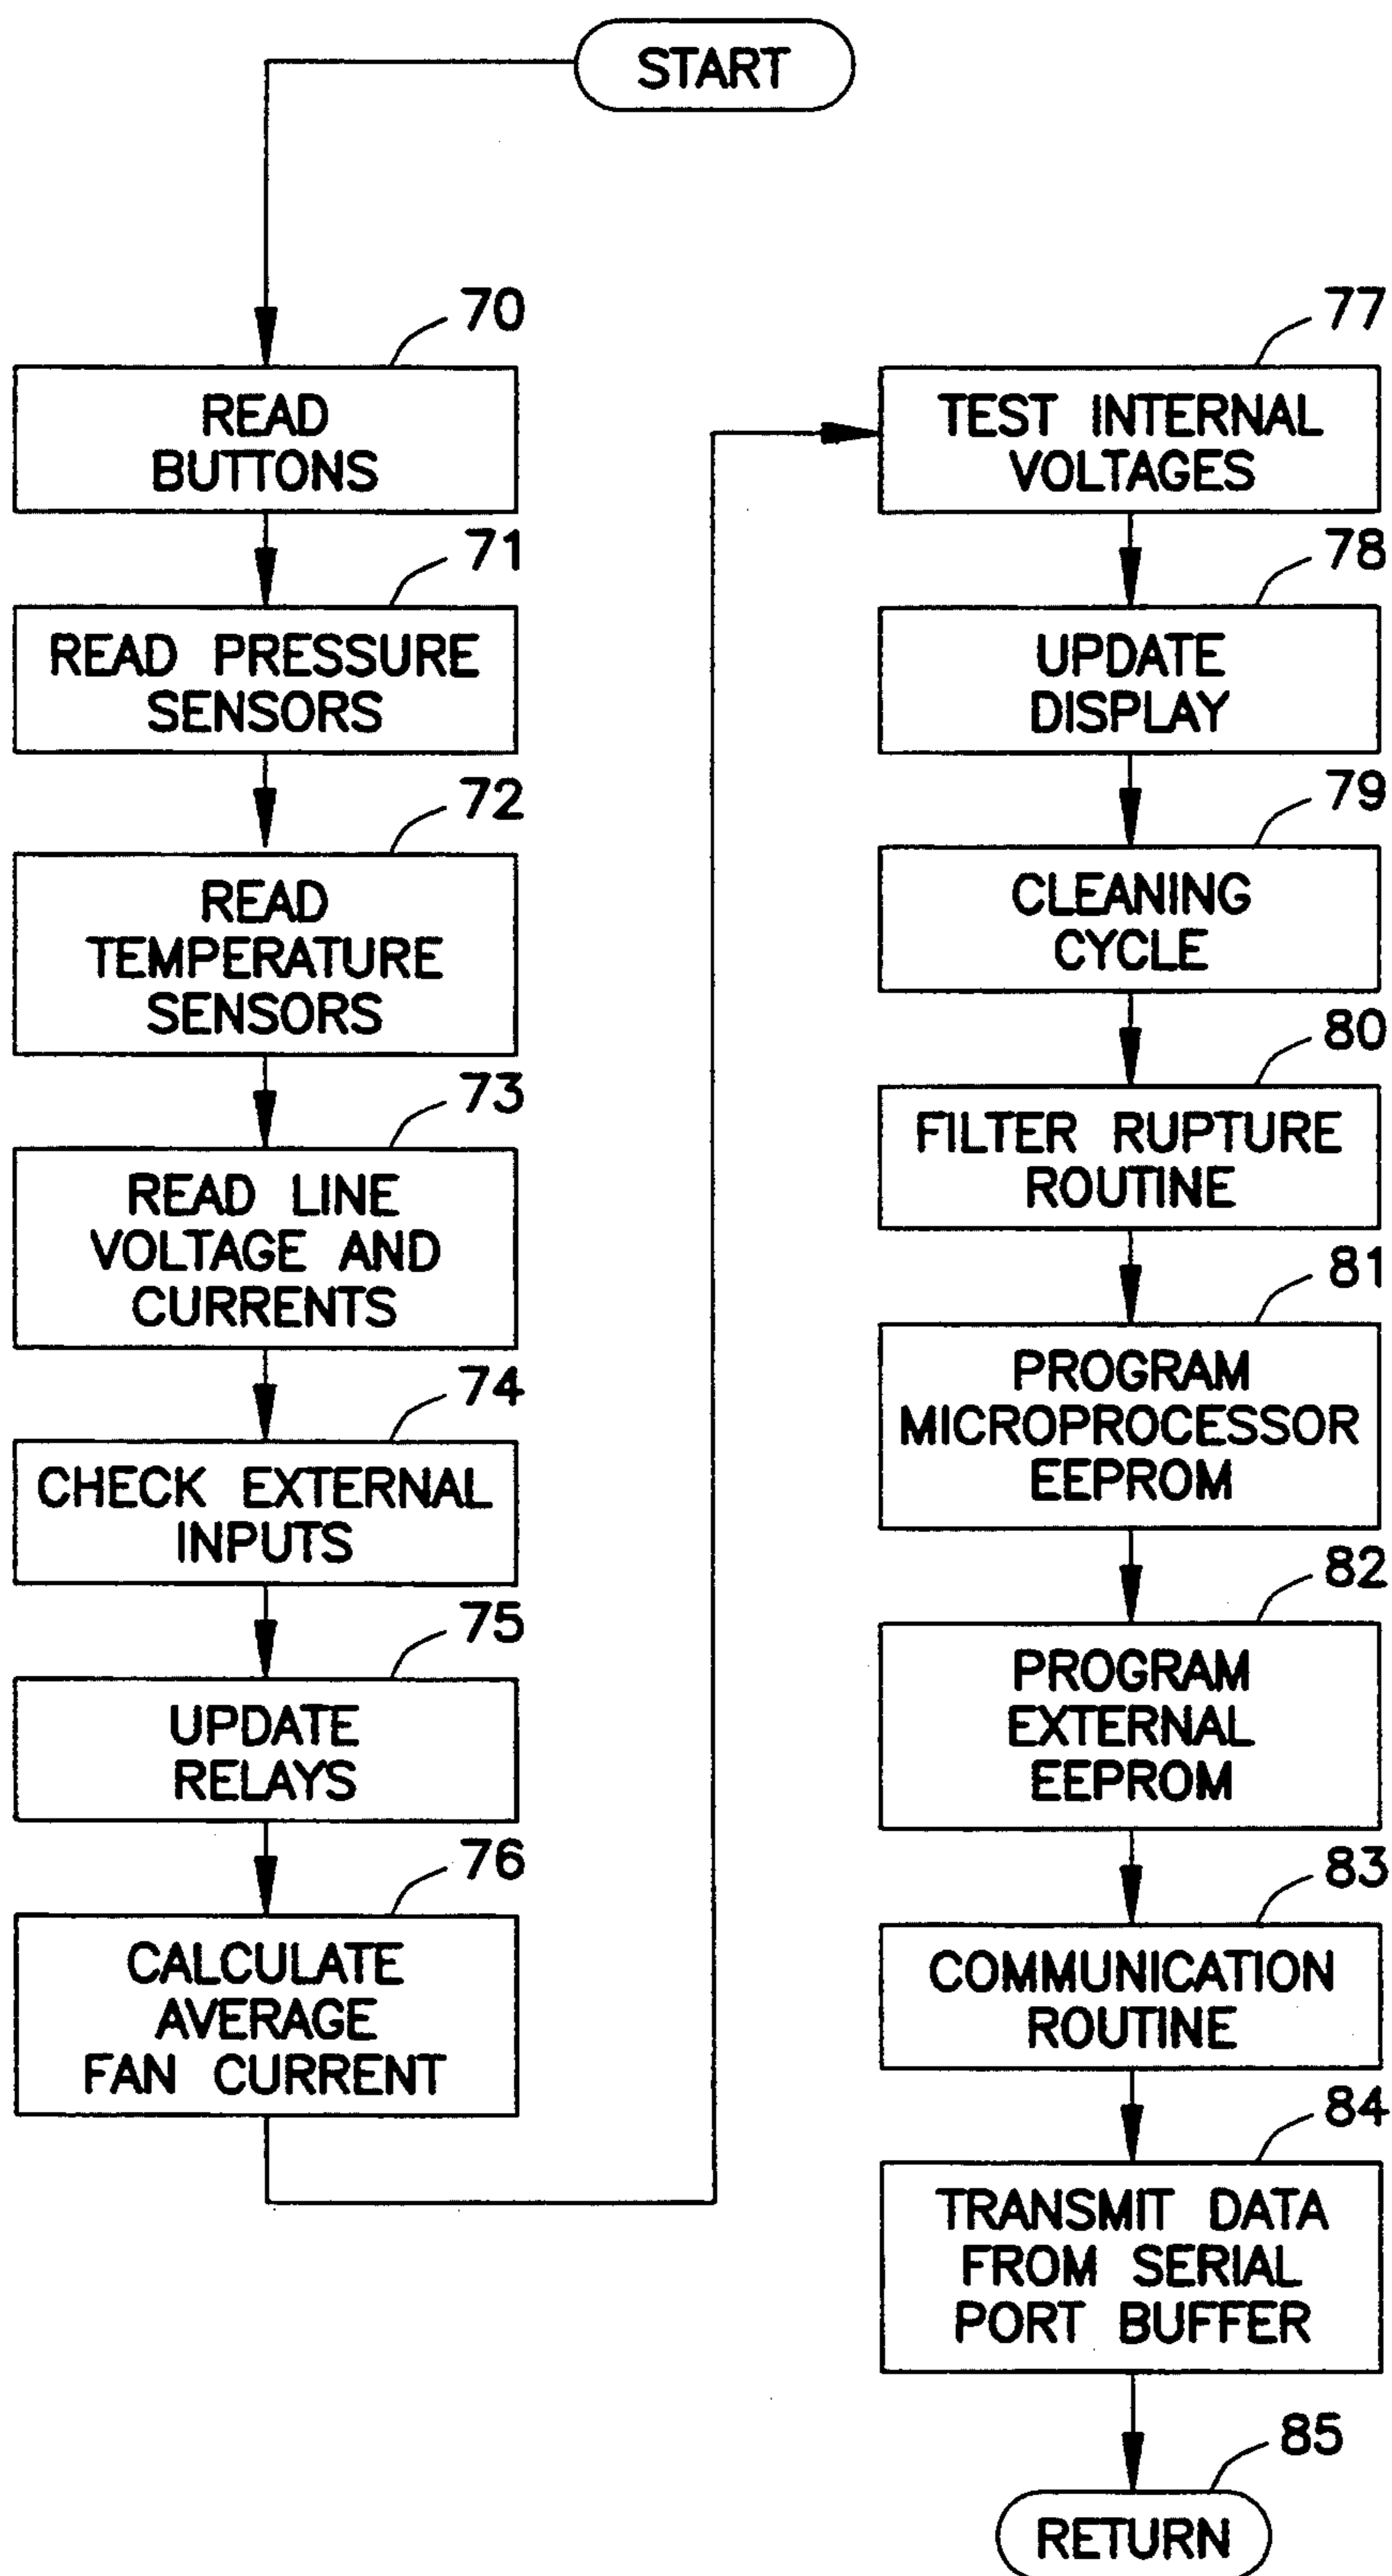 START
70
READ
BUTTONS
71
READ PRESSURE
SENSORS
72
READ
TEMPERATURE
SENSORS
73
READ LINE
VOLTAGE AND
CURRENTS
74
CHECK EXTERNAL
INPUTS
75
UPDATE
RELAYS
76
CALCULATE
AVERAGE
FAN CURRENT
77
TEST INTERNAL
VOLTAGES
78
UPDATE
DISPLAY
79
CLEANING
CYCLE
80
FILTER RUPTURE
ROUTINE
81
PROGRAM
MICROPROCESSOR
EEPROM
82
PROGRAM
EXTERNAL
EEPROM
83
COMMUNICATION
ROUTINE
84
TRANSMIT DATA
FROM SERIAL
PORT BUFFER
85
RETURN